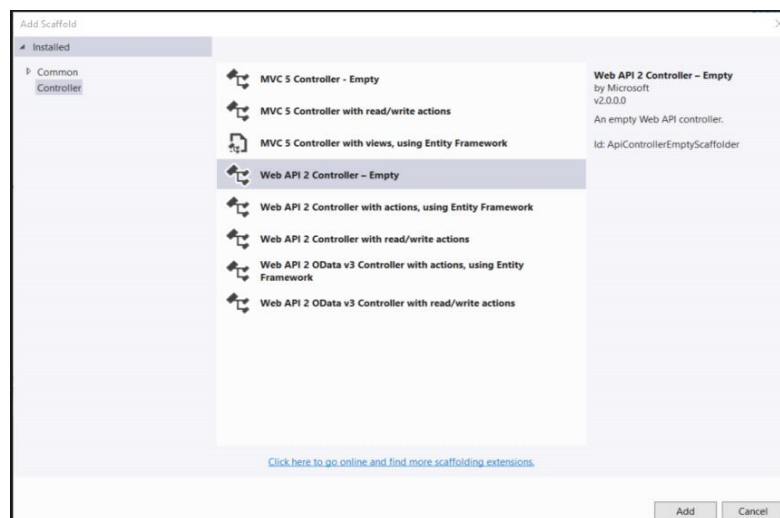 Add Scaffold
Installed
Common
Controller
MVC 5 Controller - Empty
MVC 5 Controller with read/write actions
MVC 5 Controller with views, using Entity Framework
Web API 2 Controller – Empty
Web API 2 Controller with actions, using Entity Framework
Web API 2 Controller with read/write actions
Web API 2 OData v3 Controller with actions, using Entity
Framework
Web API 2 OData v3 Controller with read/write actions
Click here to go online and find more scaffolding extensions.
Web API 2 Controller – Empty
by Microsoft
v2.0.0.0
An empty Web API controller.
Id: ApiControllerEmptyScaffolder
Add
Cancel